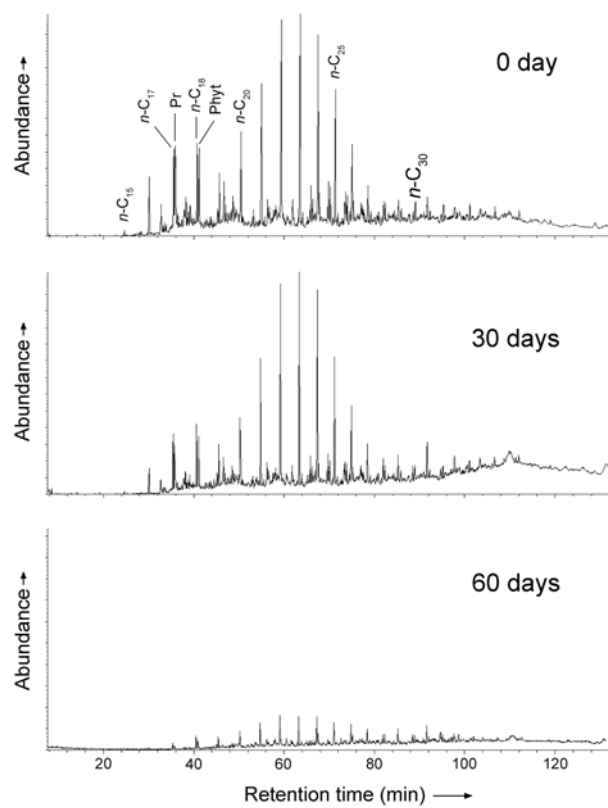 n-C₁₇
Pr
n-C₁₈
Phyt
n-C₂₀
n-C₂₅
n-C₁₅
n-C₃₀
0 day
Abundance→
30 days
Abundance→
60 days
Abundance→
20 40 60 80 100 120
Retention time (min) →